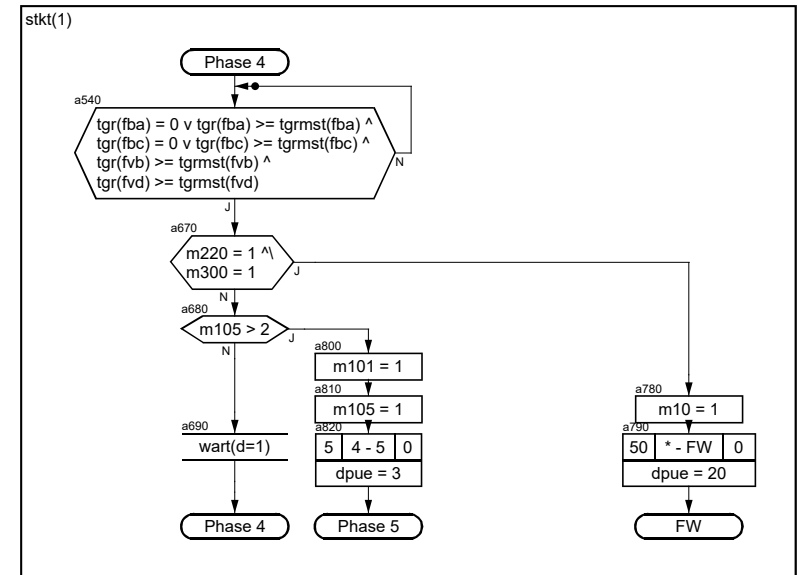 stkt(1)
Phase 4
a540
tgr(fba) = 0 v tgr(fba) >= tgrmst(fba) ^
tgr(fbc) = 0 v tgr(fbc) >= tgrmst(fbc) ^
tgr(fvb) >= tgrmst(fvb) ^
tgr(fvd) >= tgrmst(fvd)
N
J
a670
m220 = 1 ^\
m300 = 1
J
N
a680
m105 > 2
J
N
a800
m101 = 1
a810
m105 = 1
a780
m10 = 1
a690
wart(d=1)
a820
5 4 - 5 0
dpue = 3
a790
50 * - FW 0
dpue = 20
Phase 4
Phase 5
FW